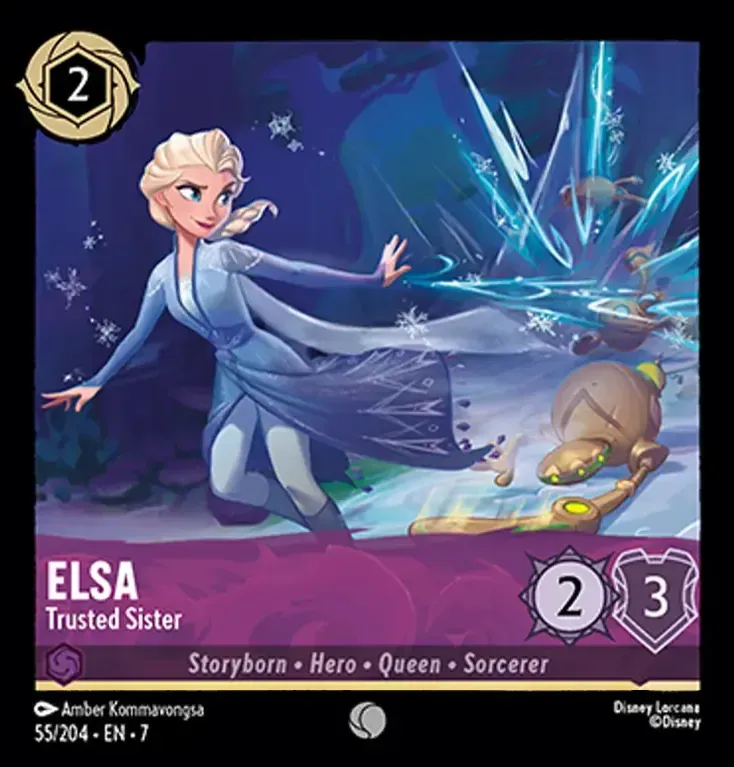 2
ELSA
Trusted Sister
2 3
Storyborn • Hero • Queen • Sorcerer
Amber Kommavongsa
55/204 • EN • 7
Disney Lorcana
©Disney